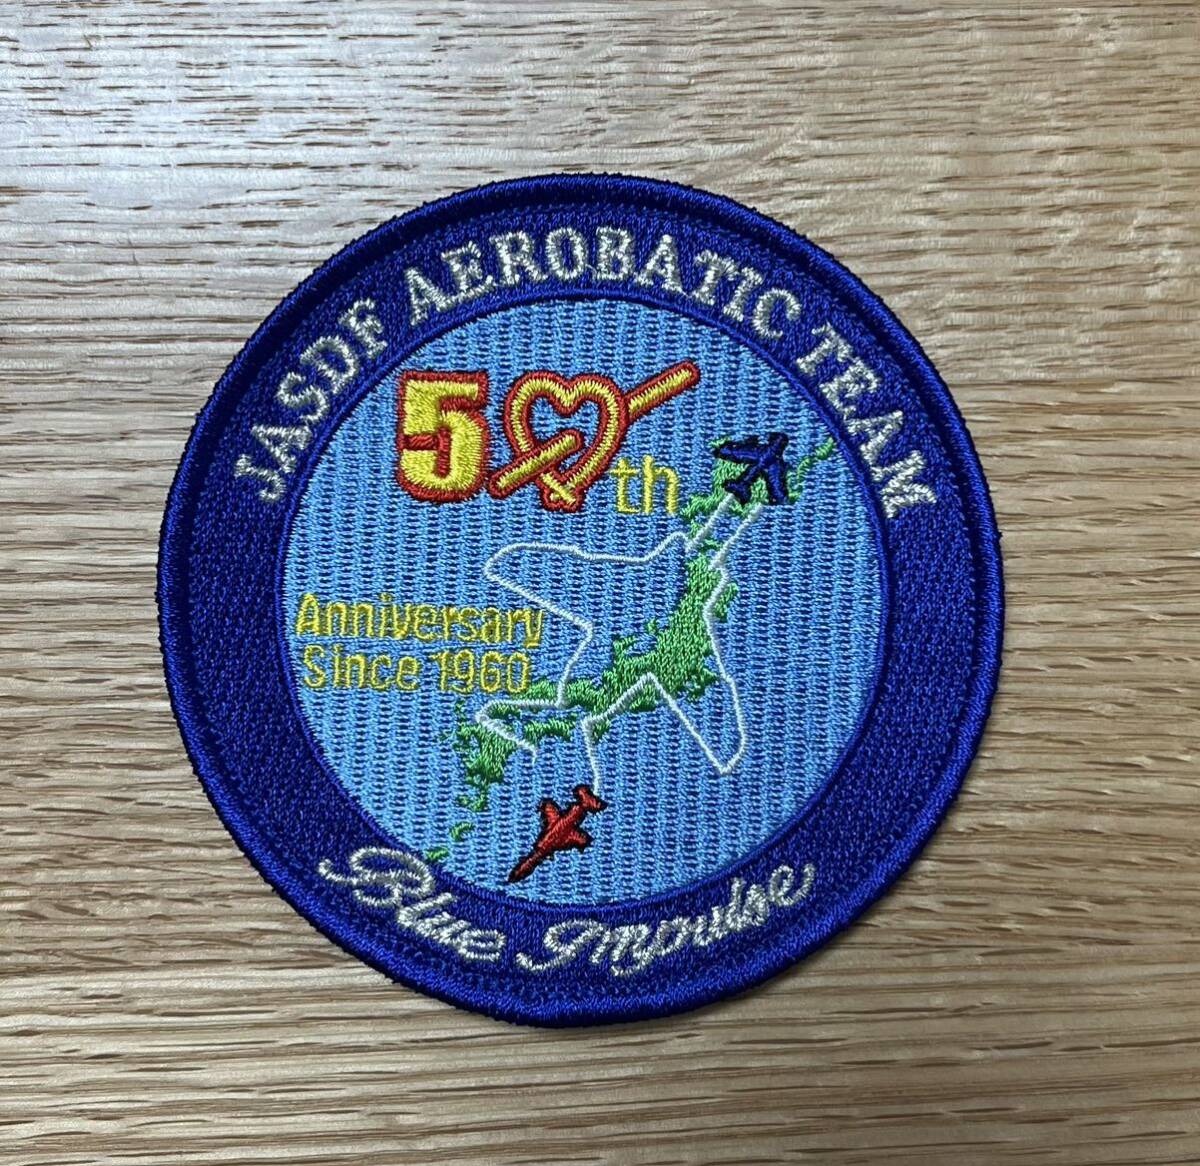 JASDF AEROBATIC TEAM
50th
Anniversary
Since 1960
Blue Impulse